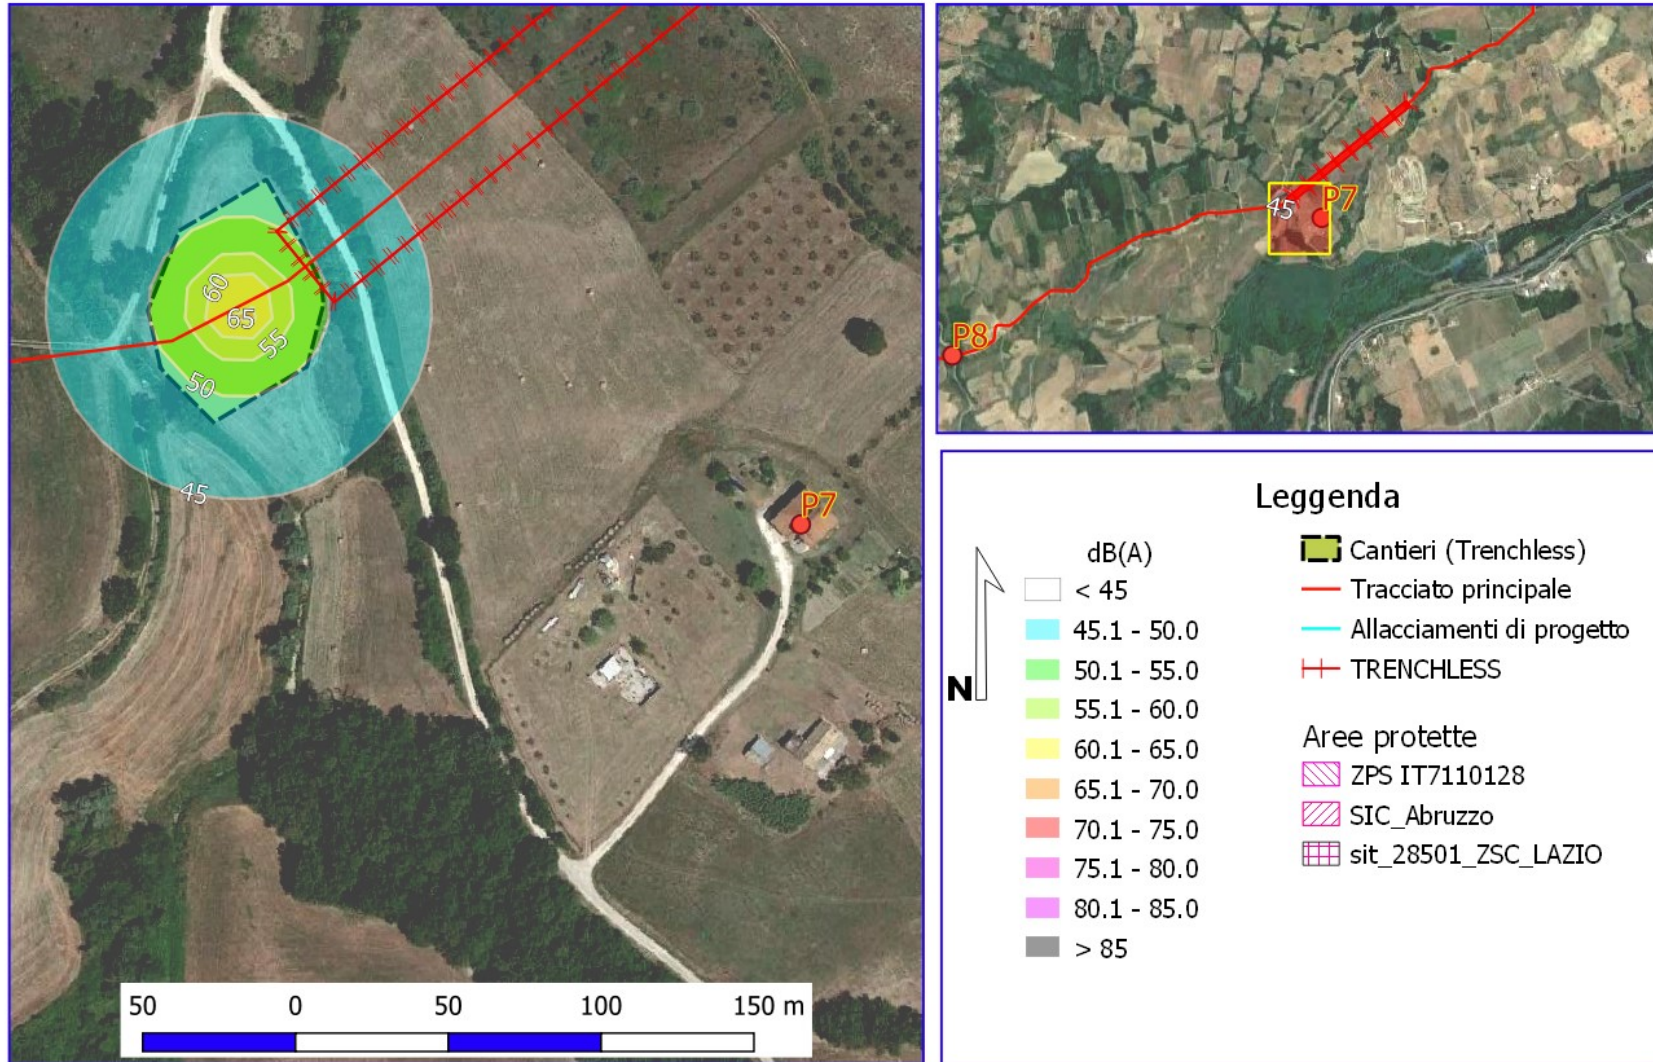 60
65
55
50
45
P7
50 0 50 100 150 m
45
P7
P8
Leggenda
N
dB(A)
< 45
45.1 - 50.0
50.1 - 55.0
55.1 - 60.0
60.1 - 65.0
65.1 - 70.0
70.1 - 75.0
75.1 - 80.0
80.1 - 85.0
> 85
Cantieri (Trenchless)
Tracciato principale
Allacciamenti di progetto
TRENCHLESS
Aree protette
ZPS IT7110128
SIC_Abruzzo
sit_28501_ZSC_LAZIO